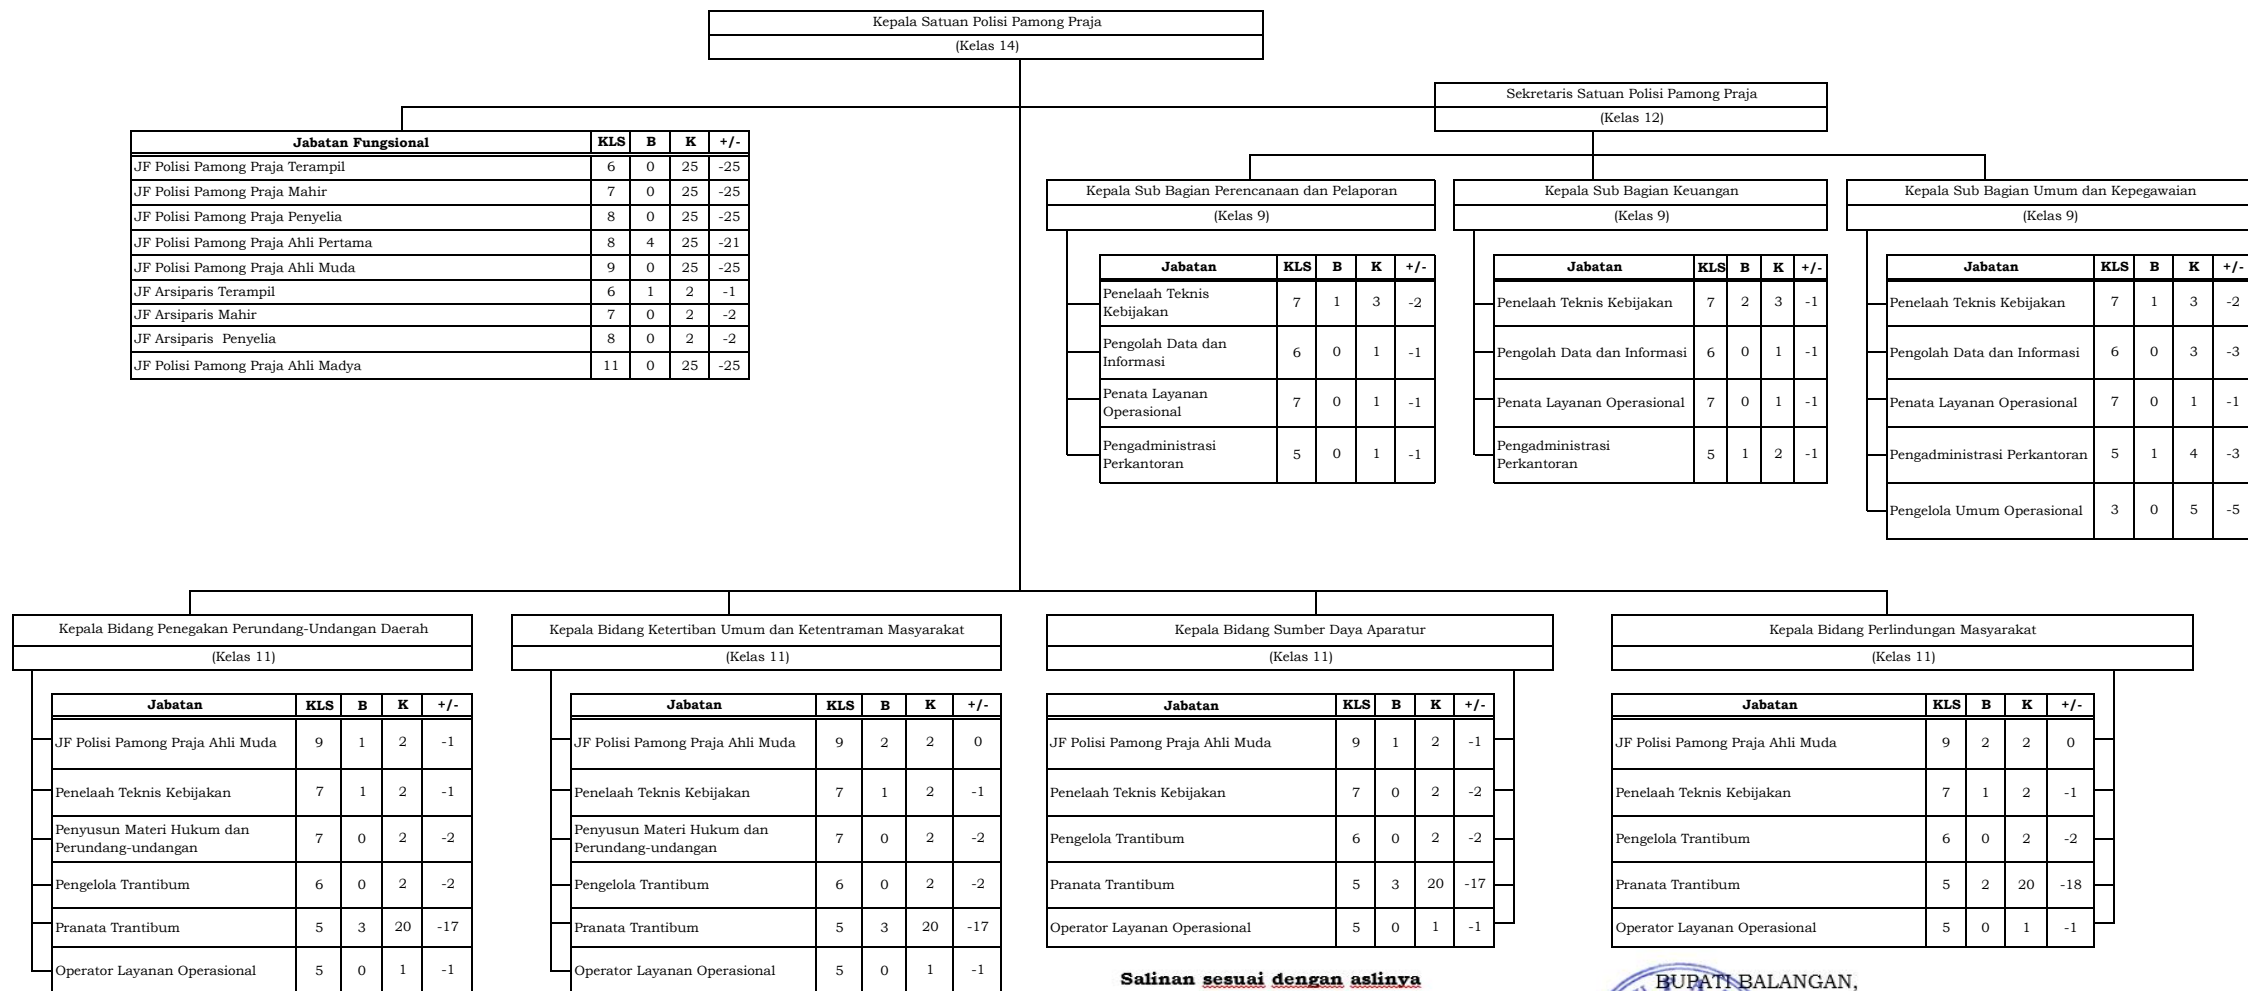 Kepala Satuan Polisi Pamong Praja
(Kelas 14)
Sekretaris Satuan Polisi Pamong Praja
(Kelas 12)
Jabatan Fungsional KLS B K +/-
JF Polisi Pamong Praja Terampil 6 0 25 -25
JF Polisi Pamong Praja Mahir 7 0 25 -25
JF Polisi Pamong Praja Penyelia 8 0 25 -25
JF Polisi Pamong Praja Ahli Pertama 8 4 25 -21
JF Polisi Pamong Praja Ahli Muda 9 0 25 -25
JF Arsiparis Terampil 6 1 2 -1
JF Arsiparis Mahir 7 0 2 -2
JF Arsiparis Penyelia 8 0 2 -2
JF Polisi Pamong Praja Ahli Madya 11 0 25 -25
Kepala Sub Bagian Perencanaan dan Pelaporan
(Kelas 9)
Jabatan KLS B K +/-
Penelaah Teknis
Kebijakan 7 1 3 -2
Pengolah Data dan
Informasi 6 0 1 -1
Penata Layanan
Operasional 7 0 1 -1
Pengadministrasi
Perkantoran 5 0 1 -1
Kepala Sub Bagian Keuangan
(Kelas 9)
Jabatan KLS B K +/-
Penelaah Teknis Kebijakan 7 2 3 -1
Pengolah Data dan Informasi 6 0 1 -1
Penata Layanan Operasional 7 0 1 -1
Pengadministrasi
Perkantoran 5 1 2 -1
Kepala Sub Bagian Umum dan Kepegawaian
(Kelas 9)
Jabatan KLS B K +/-
Penelaah Teknis Kebijakan 7 1 3 -2
Pengolah Data dan Informasi 6 0 3 -3
Penata Layanan Operasional 7 0 1 -1
Pengadministrasi Perkantoran 5 1 4 -3
Pengelola Umum Operasional 3 0 5 -5
Kepala Bidang Penegakan Perundang-Undangan Daerah
(Kelas 11)
Jabatan KLS B K +/-
JF Polisi Pamong Praja Ahli Muda 9 1 2 -1
Penelaah Teknis Kebijakan 7 1 2 -1
Penyusun Materi Hukum dan
Perundang-undangan 7 0 2 -2
Pengelola Trantibum 6 0 2 -2
Pranata Trantibum 5 3 20 -17
Operator Layanan Operasional 5 0 1 -1
Kepala Bidang Ketertiban Umum dan Ketentraman Masyarakat
(Kelas 11)
Jabatan KLS B K +/-
JF Polisi Pamong Praja Ahli Muda 9 2 2 0
Penelaah Teknis Kebijakan 7 1 2 -1
Penyusun Materi Hukum dan
Perundang-undangan 7 0 2 -2
Pengelola Trantibum 6 0 2 -2
Pranata Trantibum 5 3 20 -17
Operator Layanan Operasional 5 0 1 -1
Kepala Bidang Sumber Daya Aparatur
(Kelas 11)
Jabatan KLS B K +/-
JF Polisi Pamong Praja Ahli Muda 9 1 2 -1
Penelaah Teknis Kebijakan 7 0 2 -2
Pengelola Trantibum 6 0 2 -2
Pranata Trantibum 5 3 20 -17
Operator Layanan Operasional 5 0 1 -1
Kepala Bidang Perlindungan Masyarakat
(Kelas 11)
Jabatan KLS B K +/-
JF Polisi Pamong Praja Ahli Muda 9 2 2 0
Penelaah Teknis Kebijakan 7 1 2 -1
Pengelola Trantibum 6 0 2 -2
Pranata Trantibum 5 2 20 -18
Operator Layanan Operasional 5 0 1 -1
Salinan sesuai dengan aslinya
BUPATI BALANGAN,